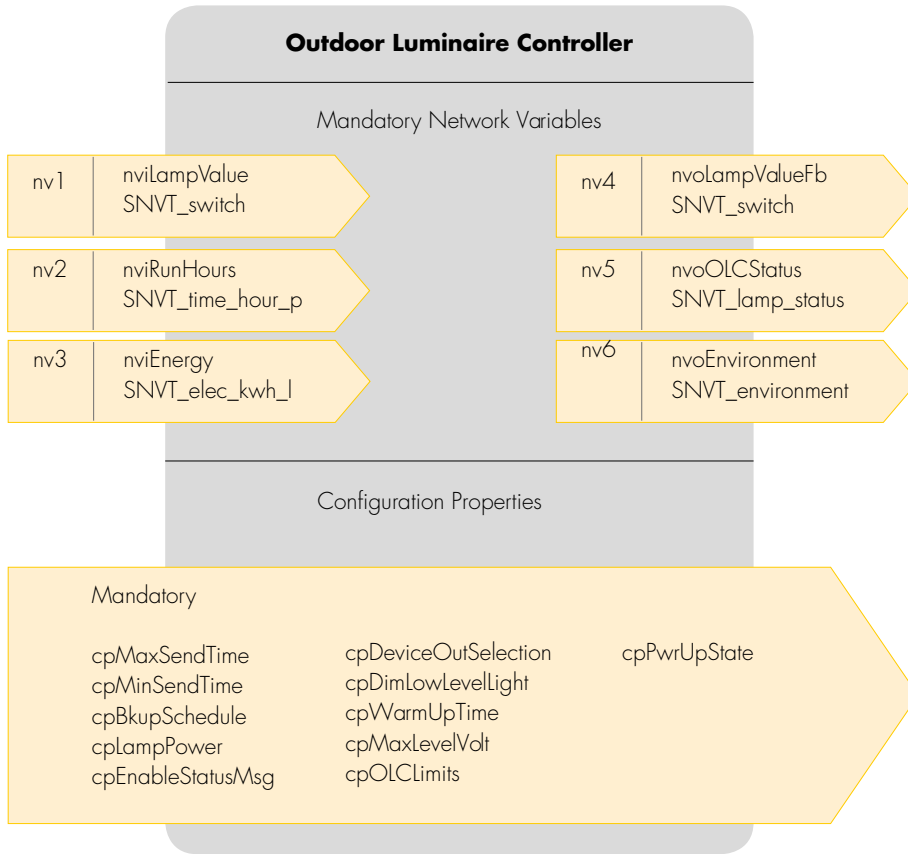 Outdoor Luminaire Controller
Mandatory Network Variables
nv1
nviLampValue
SNVT_switch
nv2
nviRunHours
SNVT_time_hour_p
nv3
nviEnergy
SNVT_elec_kwh_l
nv4
nvoLampValueFb
SNVT_switch
nv5
nvoOLCStatus
SNVT_lamp_status
nv6
nvoEnvironment
SNVT_environment
Configuration Properties
Mandatory
cpMaxSendTime
cpMinSendTime
cpBkupSchedule
cpLampPower
cpEnableStatusMsg
cpDeviceOutSelection
cpDimLowLevelLight
cpWarmUpTime
cpMaxLevelVolt
cpOLCLimits
cpPwrUpState